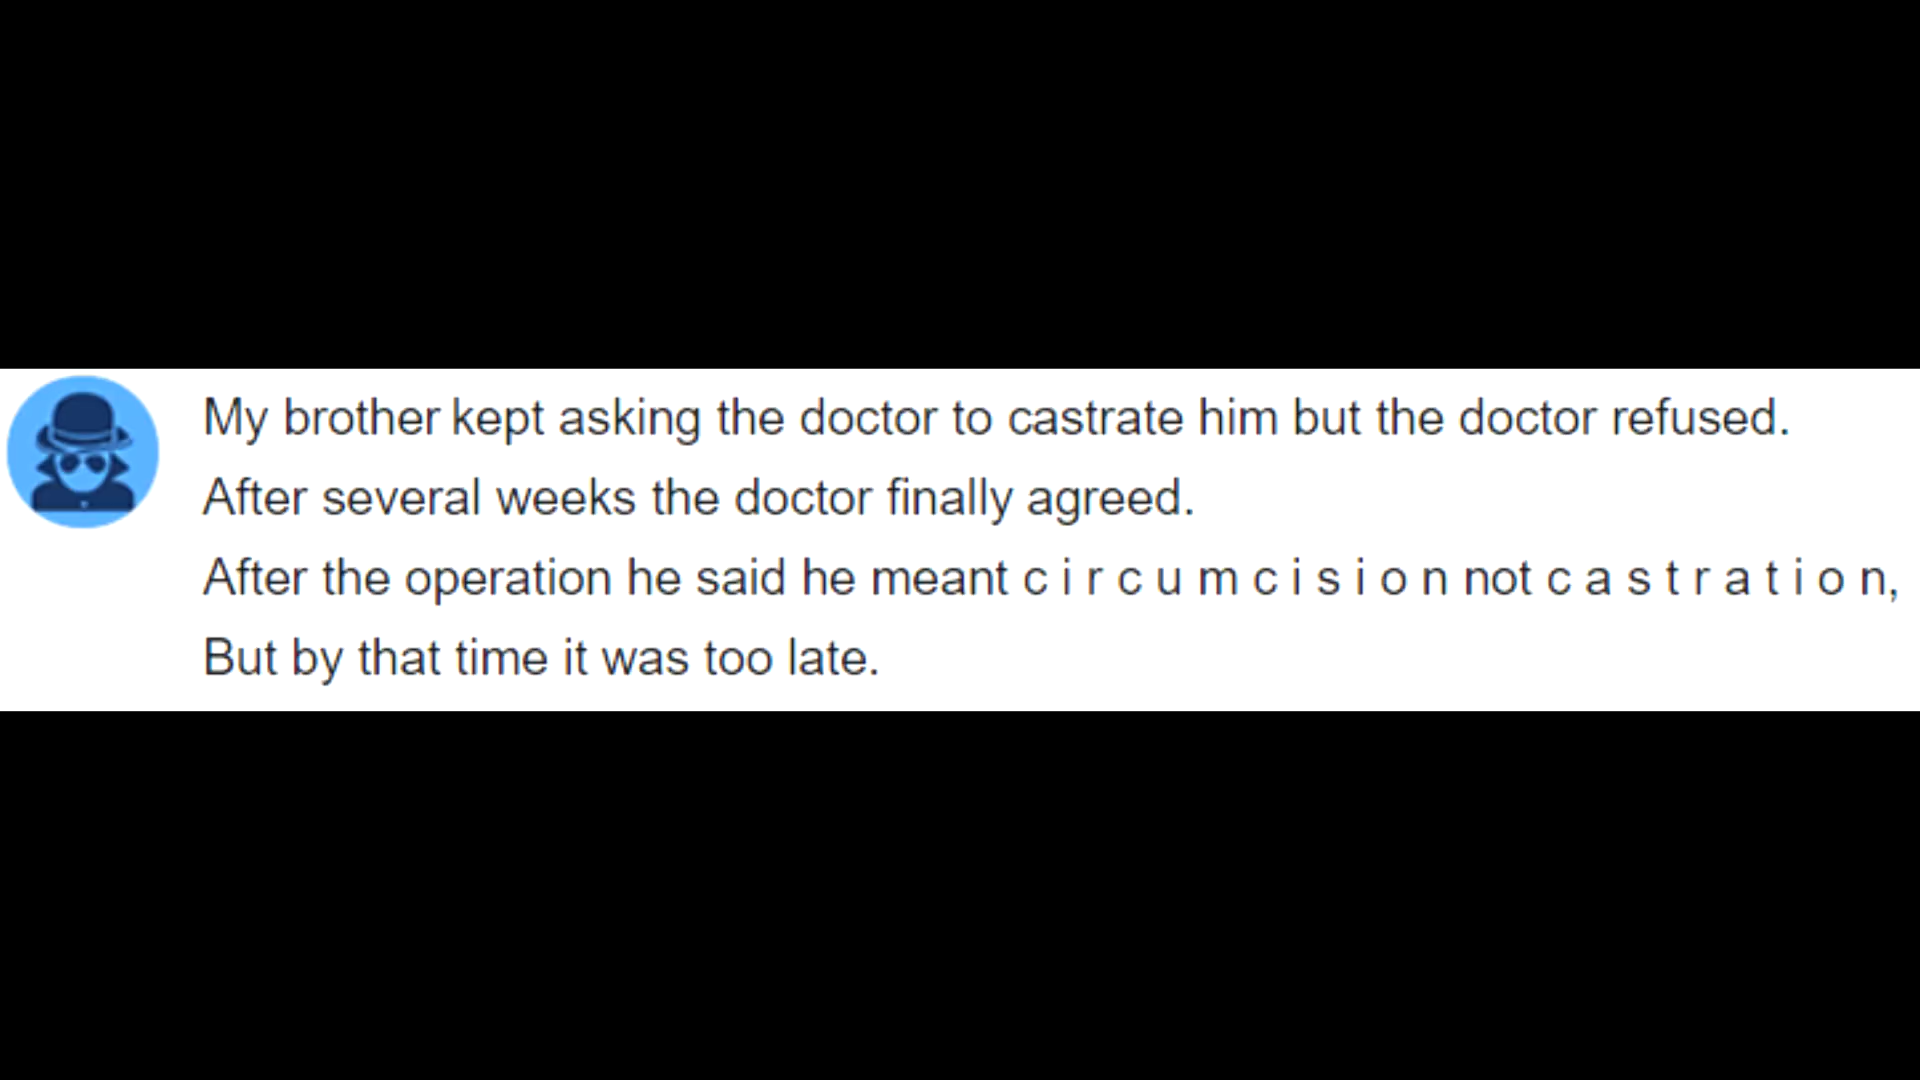 My brother kept asking the doctor to castrate him but the doctor refused.
After several weeks the doctor finally agreed.
After the operation he said he meant c i r c u m c i s i o n not c a s t r a t i o n,
But by that time it was too late.